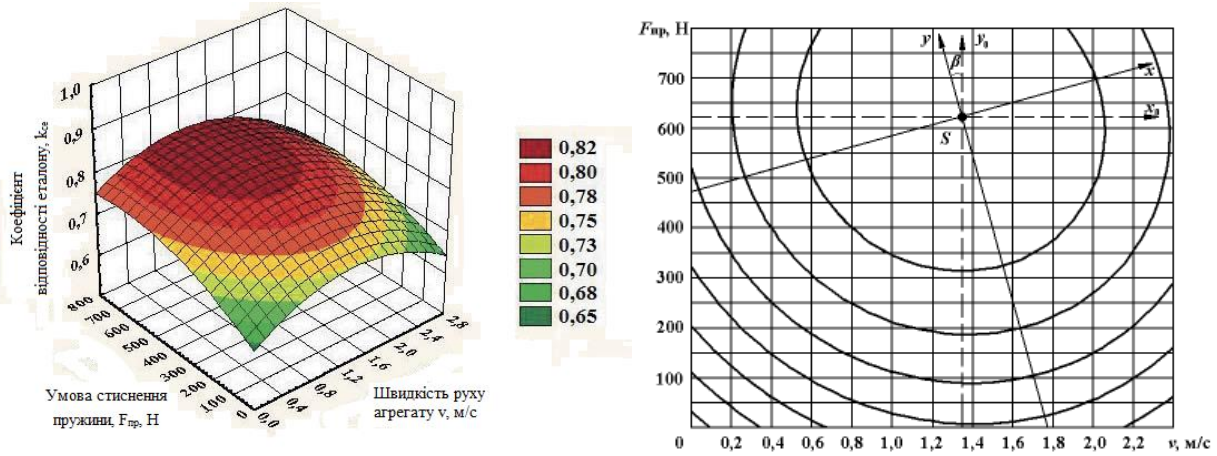 Коефіцієнт
відповідності еталону, kсе
1,0
0,9
0,8
0,7
0,6
800
700
600
500
400
300
200
100
0
0,0
0,4
0,8
1,2
1,6
2,0
2,4
2,8
Умова стиснення
пружини, Fпр, Н
Швидкість руху
агрегату v, м/с
0,82
0,80
0,78
0,75
0,73
0,70
0,68
0,65
Fпр, Н
700
600
500
400
300
200
100
y
y₀
β
x
x₀
S
0 0,2 0,4 0,6 0,8 1,0 1,2 1,4 1,6 1,8 2,0 2,2 v, м/с